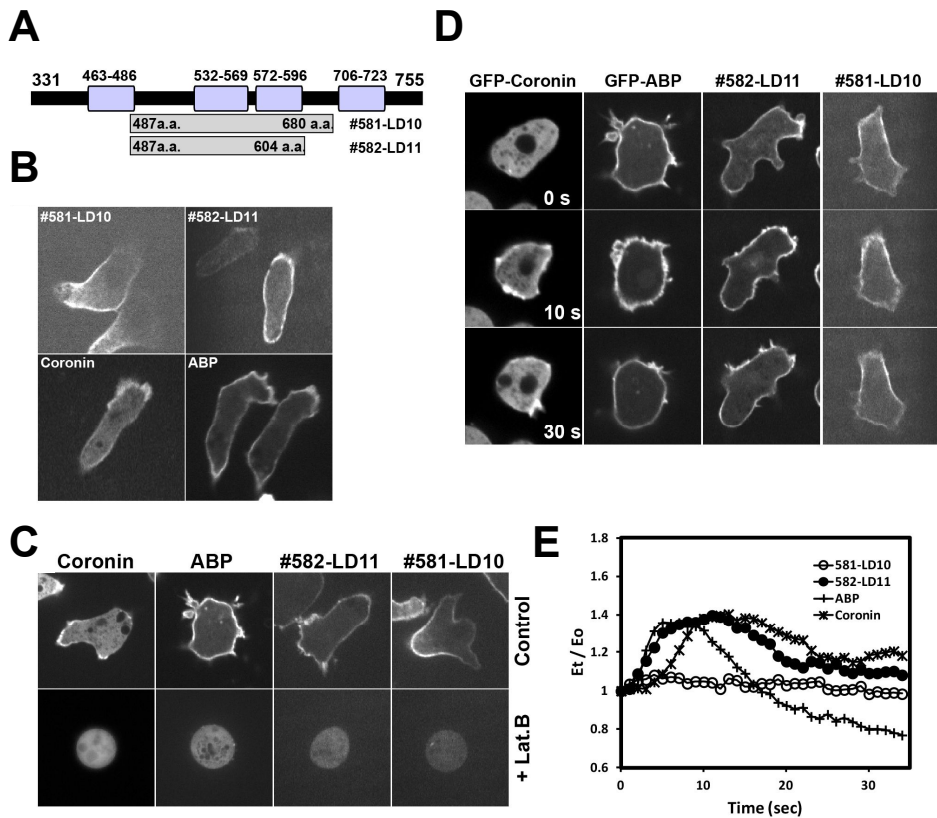 A
331 463-486 532-569 572-596 706-723 755
487a.a. 680 a.a. #581-LD10
487a.a. 604 a.a. #582-LD11
B
#581-LD10 #582-LD11
Coronin ABP
C
Coronin ABP #582-LD11 #581-LD10
Control
+ Lat.B
D
GFP-Coronin GFP-ABP #582-LD11 #581-LD10
0 s
10 s
30 s
E
1.8
1.6
1.4
1.2
1
0.8
0.6
Et / Eo
581-LD10
582-LD11
ABP
Coronin
0 10 20 30
Time (sec)